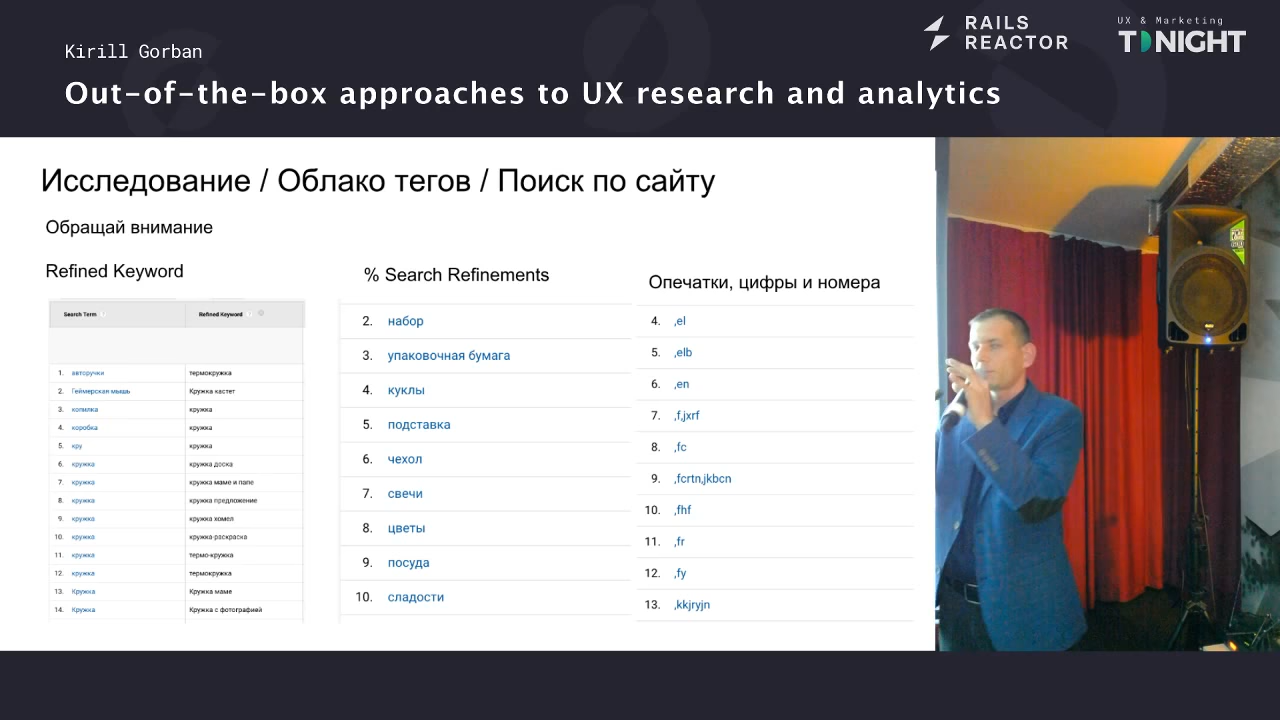 Kirill Gorban
Out-of-the-box approaches to UX research and analytics
RAILS
REACTOR
UX & Marketing
TONIGHT
Исследование / Облако тегов / Поиск по сайту
Обращай внимание
Refined Keyword
Search Term Refined Keyword
1. авторучки термокружка
2. Геймерская мышь Кружка кастет
3. копилка кружка
4. коробка кружка
5. кру кружка
6. кружка кружка доска
7. кружка кружка маме и папе
8. кружка кружка предложение
9. кружка кружка хомел
10. кружка кружка-раскраска
11. кружка термо-кружка
12. кружка термокружка
13. Кружка Кружка маме
14. Кружка Кружка с фотографией
% Search Refinements
2. набор
3. упаковочная бумага
4. куклы
5. подставка
6. чехол
7. свечи
8. цветы
9. посуда
10. сладости
Опечатки, цифры и номера
4. ,el
5. ,elb
6. ,en
7. ,f,jxrf
8. ,fc
9. ,fcrtn,jkbcn
10. ,fhf
11. ,fr
12. ,fy
13. ,kkjryjn